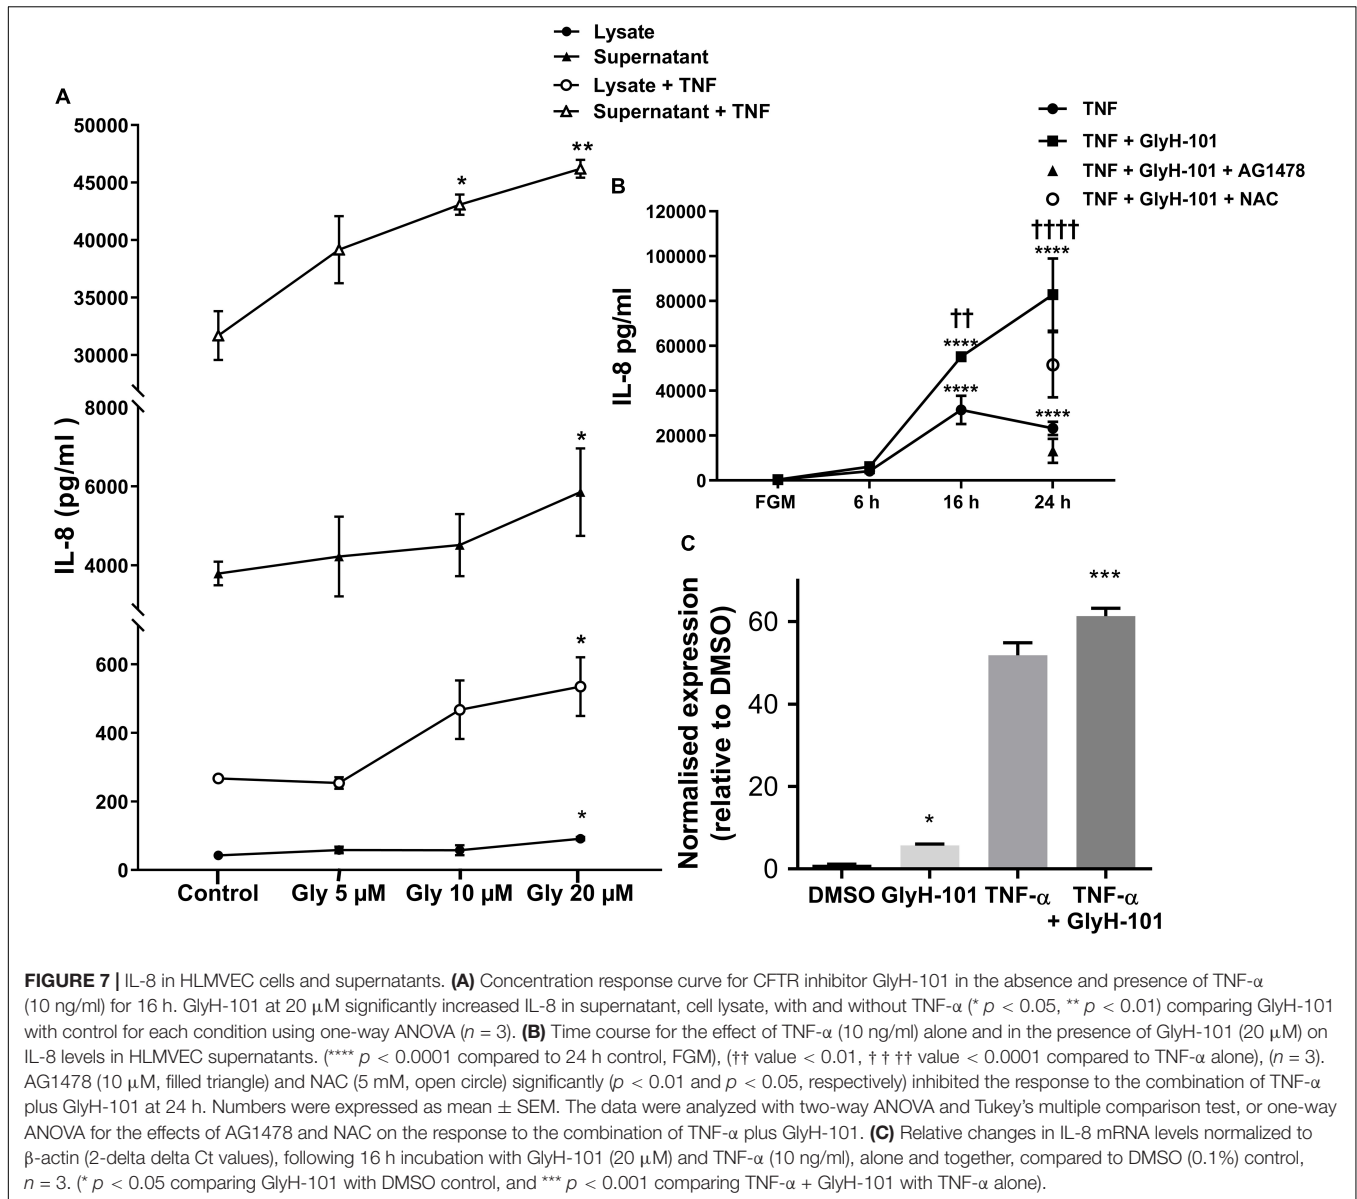 Lysate
Supernatant
Lysate + TNF
Supernatant + TNF
A
50000
45000
40000
35000
30000
8000
6000
4000
600
400
200
0
IL-8 (pg/ml )
*
**
*
*
*
Control
Gly 5 μM
Gly 10 μM
Gly 20 μM
TNF
TNF + GlyH-101
TNF + GlyH-101 + AG1478
TNF + GlyH-101 + NAC
B
120000
100000
80000
60000
40000
20000
0
IL-8 pg/ml
††
****
****
††††
****
****
FGM
6 h
16 h
24 h
C
Normalised expression
(relative to DMSO)
60
40
20
0
*
***
DMSO
GlyH-101
TNF-α
TNF-α
+ GlyH-101
FIGURE 7 | IL-8 in HLMVEC cells and supernatants. (A) Concentration response curve for CFTR inhibitor GlyH-101 in the absence and presence of TNF-α
(10 ng/ml) for 16 h. GlyH-101 at 20 μM significantly increased IL-8 in supernatant, cell lysate, with and without TNF-α (* p < 0.05, ** p < 0.01) comparing GlyH-101
with control for each condition using one-way ANOVA (n = 3). (B) Time course for the effect of TNF-α (10 ng/ml) alone and in the presence of GlyH-101 (20 μM) on
IL-8 levels in HLMVEC supernatants. (**** p < 0.0001 compared to 24 h control, FGM), (†† value < 0.01, † † †† value < 0.0001 compared to TNF-α alone), (n = 3).
AG1478 (10 μM, filled triangle) and NAC (5 mM, open circle) significantly (p < 0.01 and p < 0.05, respectively) inhibited the response to the combination of TNF-α
plus GlyH-101 at 24 h. Numbers were expressed as mean ± SEM. The data were analyzed with two-way ANOVA and Tukey's multiple comparison test, or one-way
ANOVA for the effects of AG1478 and NAC on the response to the combination of TNF-α plus GlyH-101. (C) Relative changes in IL-8 mRNA levels normalized to
β-actin (2-delta delta Ct values), following 16 h incubation with GlyH-101 (20 μM) and TNF-α (10 ng/ml), alone and together, compared to DMSO (0.1%) control,
n = 3. (* p < 0.05 comparing GlyH-101 with DMSO control, and *** p < 0.001 comparing TNF-α + GlyH-101 with TNF-α alone).